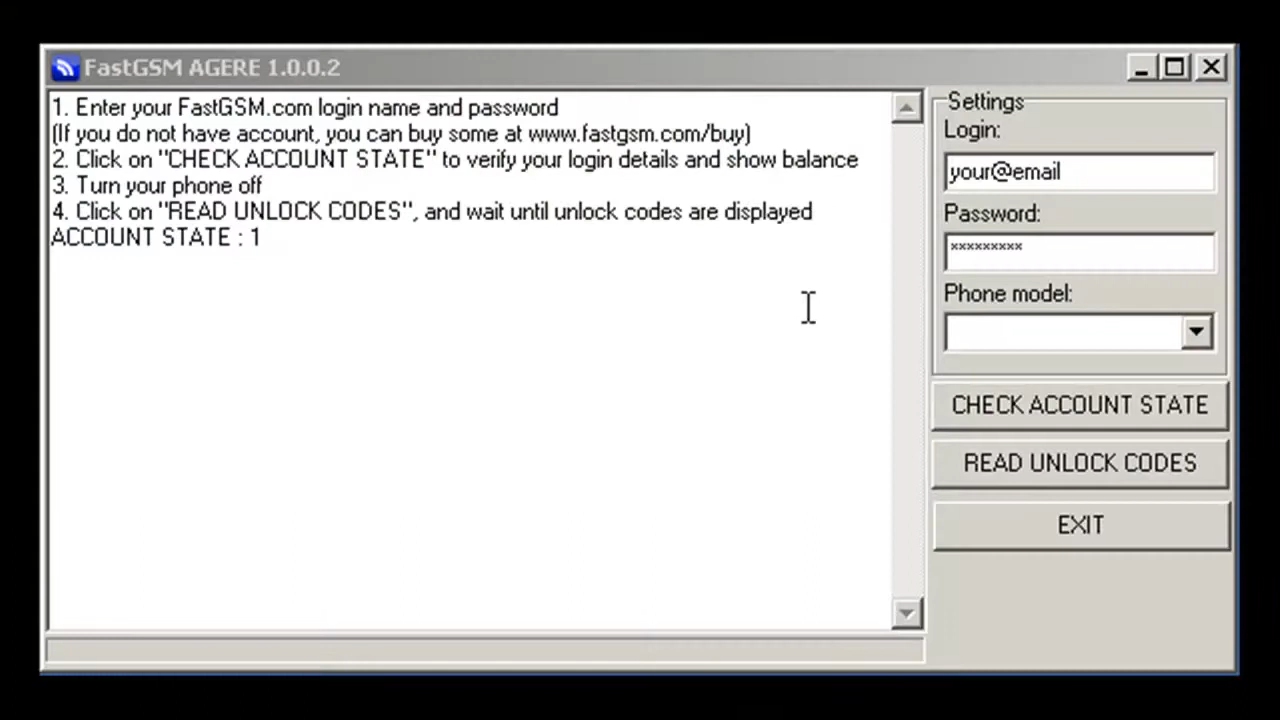 FastGSM AGERE 1.0.0.2
1. Enter your FastGSM.com login name and password
(If you do not have account, you can buy some at www.fastgsm.com/buy)
2. Click on "CHECK ACCOUNT STATE" to verify your login details and show balance
3. Turn your phone off
4. Click on "READ UNLOCK CODES", and wait until unlock codes are displayed
ACCOUNT STATE : 1
Settings
Login:
your@email
Password:
×××××××××
Phone model:
CHECK ACCOUNT STATE
READ UNLOCK CODES
EXIT